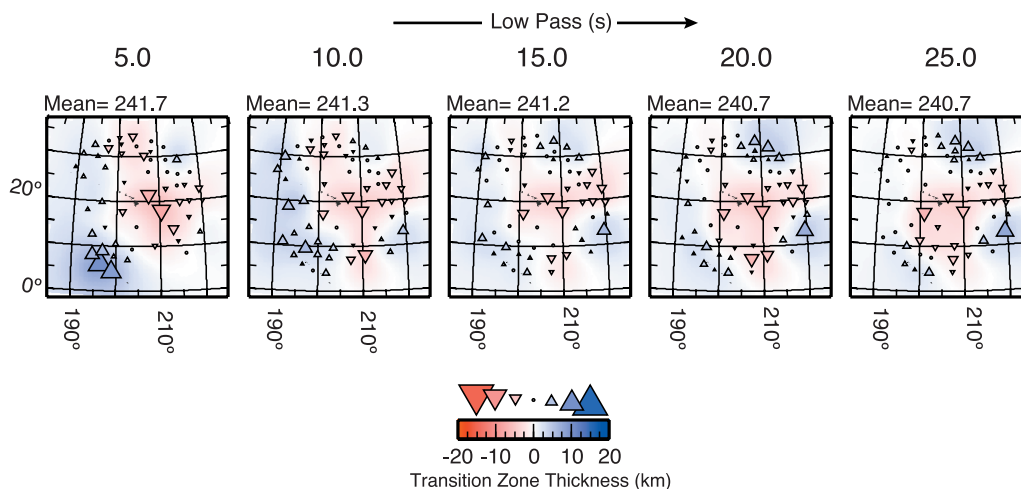 Low Pass (s)
5.0 10.0 15.0 20.0 25.0
Mean= 241.7 Mean= 241.3 Mean= 241.2 Mean= 240.7 Mean= 240.7
20°
0°
190° 210° 190° 210° 190° 210° 190° 210° 190° 210°
-20 -10 0 10 20
Transition Zone Thickness (km)